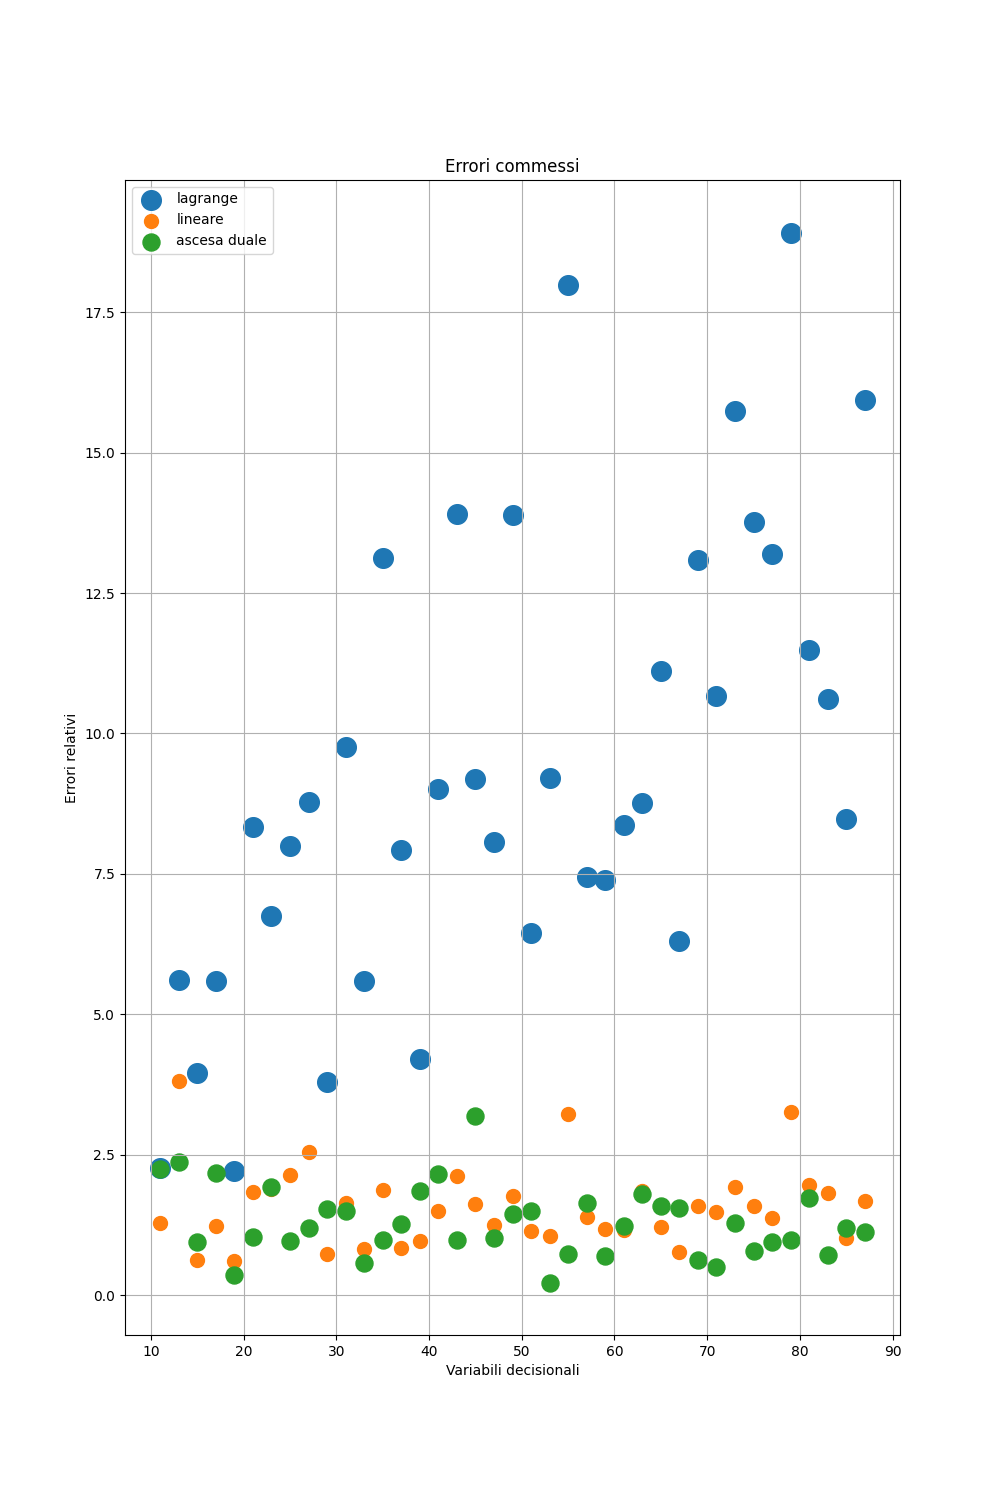 Errori commessi
lagrange
lineare
ascesa duale
17.5
15.0
12.5
10.0
7.5
5.0
2.5
0.0
Errori relativi
10 20 30 40 50 60 70 80 90
Variabili decisionali